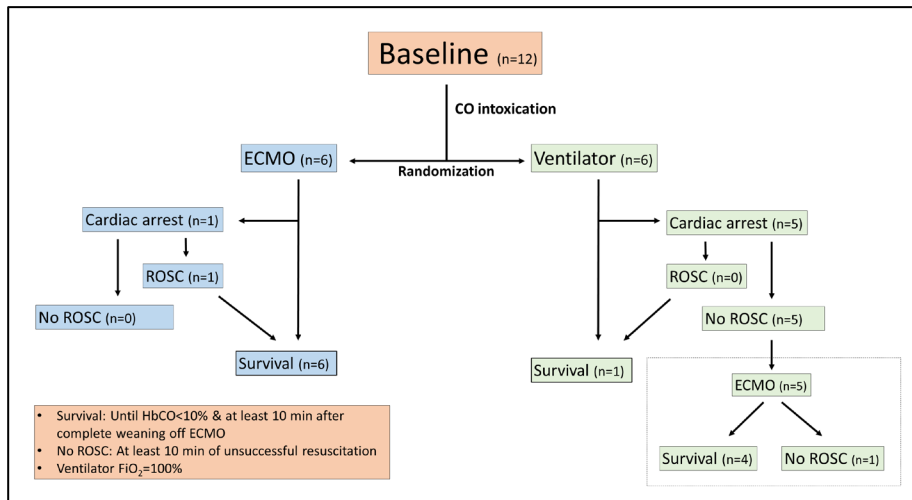 Baseline (n=12)
CO intoxication
ECMO (n=6)
Ventilator (n=6)
Randomization
Cardiac arrest (n=1)
Cardiac arrest (n=5)
ROSC (n=1)
ROSC (n=0)
No ROSC (n=0)
No ROSC (n=5)
Survival (n=6)
Survival (n=1)
ECMO (n=5)
Survival (n=4)
No ROSC (n=1)
• Survival: Until HbCO<10% & at least 10 min after
complete weaning off ECMO
• No ROSC: At least 10 min of unsuccessful resuscitation
• Ventilator FiO₂=100%